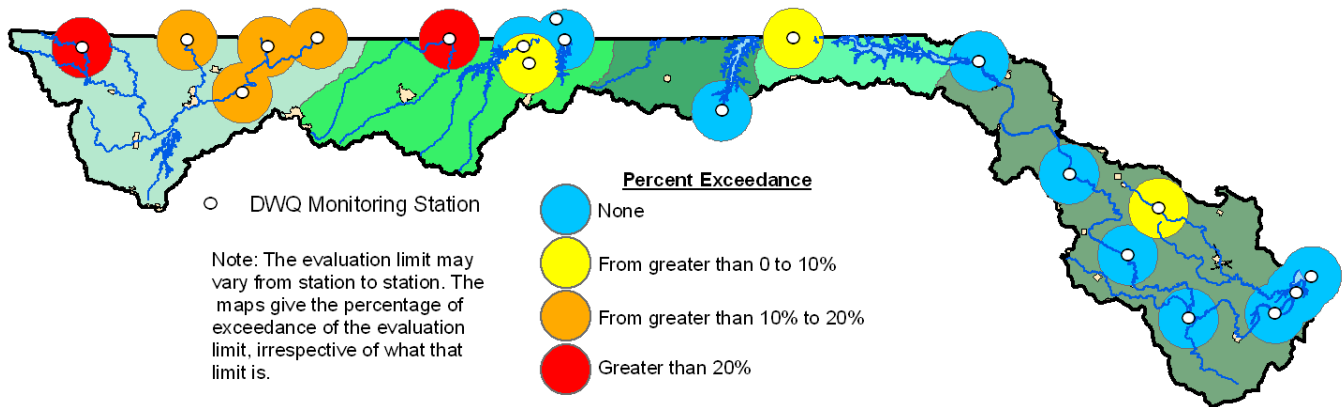 DWQ Monitoring Station
Note: The evaluation limit may
vary from station to station. The
maps give the percentage of
exceedance of the evaluation
limit, irrespective of what that
limit is.
Percent Exceedance
None
From greater than 0 to 10%
From greater than 10% to 20%
Greater than 20%